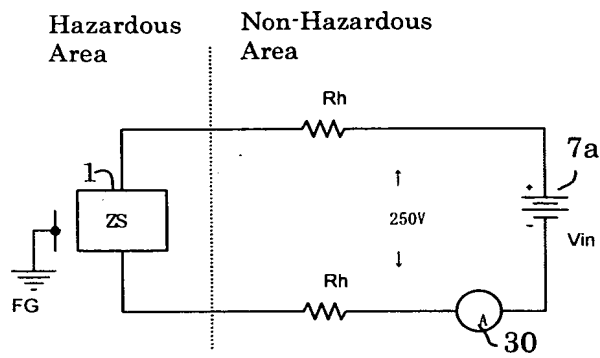 Hazardous
Area
Non-Hazardous
Area
Rh
1
ZS
FG
↑
250V
↓
7a
+
-
Vin
Rh
A
30